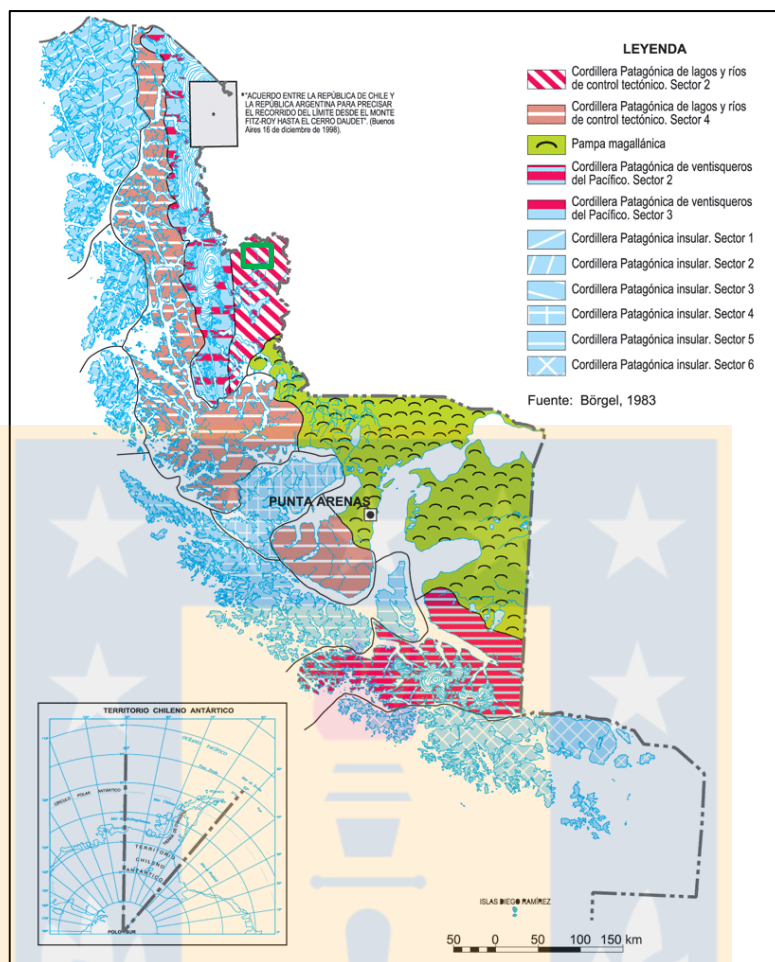 *"ACUERDO ENTRE LA REPÚBLICA DE CHILE Y
LA REPÚBLICA ARGENTINA PARA PRECISAR
EL RECORRIDO DEL LÍMITE DESDE EL MONTE
FITZ-ROY HASTA EL CERRO DAUDET". (Buenos
Aires 16 de diciembre de 1998).
*
LEYENDA
Cordillera Patagónica de lagos y ríos
de control tectónico. Sector 2
Cordillera Patagónica de lagos y ríos
de control tectónico. Sector 4
Pampa magallánica
Cordillera Patagónica de ventisqueros
del Pacífico. Sector 2
Cordillera Patagónica de ventisqueros
del Pacífico. Sector 3
Cordillera Patagónica insular. Sector 1
Cordillera Patagónica insular. Sector 2
Cordillera Patagónica insular. Sector 3
Cordillera Patagónica insular. Sector 4
Cordillera Patagónica insular. Sector 5
Cordillera Patagónica insular. Sector 6
Fuente: Börgel, 1983
PUNTA ARENAS
TERRITORIO CHILENO ANTÁRTICO
OCÉANO PACÍFICO
CÍRCULO POLAR ANTÁRTICO
TERRITORIO
CHILENO
ANTÁRTICO
POLO SUR
ISLAS DIEGO RAMÍREZ
50 0 50 100 150 km